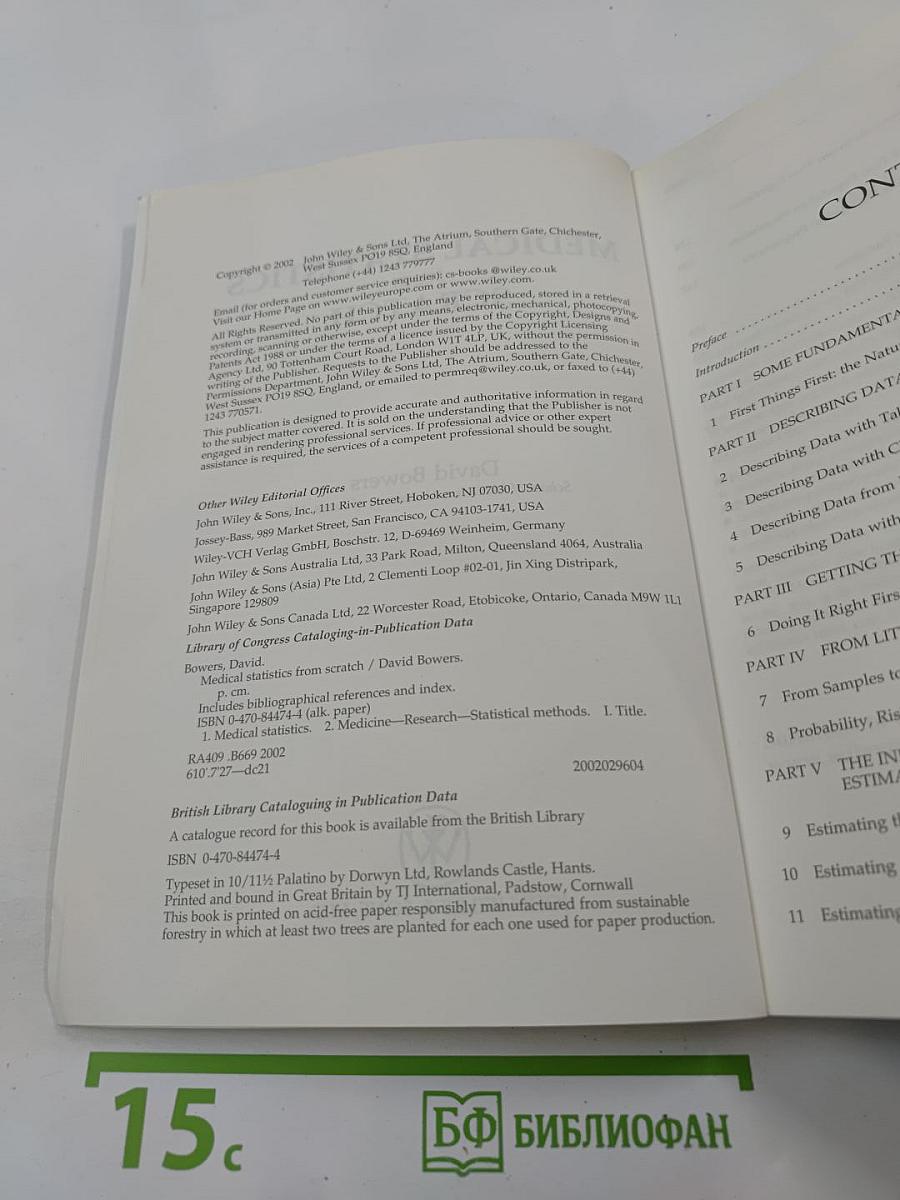 Copyright © 2002 John Wiley & Sons Ltd, The Atrium, Southern Gate, Chichester,
West Sussex PO19 8SQ, England
Telephone (+44) 1243 779777
Email (for orders and customer service enquiries): cs-books @wiley.co.uk
Visit our Home Page on www.wileyeurope.com or www.wiley.com.
All Rights Reserved. No part of this publication may be reproduced, stored in a retrieval
system or transmitted in any form or by any means, electronic, mechanical, photocopying,
recording, scanning or otherwise, except under the terms of the Copyright, Designs and
Patents Act 1988 or under the terms of a licence issued by the Copyright Licensing
Agency Ltd, 90 Tottenham Court Road, London W1T 4LP, UK, without the permission in
writing of the Publisher. Requests to the Publisher should be addressed to the
Permissions Department, John Wiley & Sons Ltd, The Atrium, Southern Gate, Chichester,
West Sussex PO19 8SQ, England, or emailed to permreq@wiley.co.uk, or faxed to (+44)
1243 770571.
This publication is designed to provide accurate and authoritative information in regard
to the subject matter covered. It is sold on the understanding that the Publisher is not
engaged in rendering professional services. If professional advice or other expert
assistance is required, the services of a competent professional should be sought.
Other Wiley Editorial Offices
John Wiley & Sons, Inc., 111 River Street, Hoboken, NJ 07030, USA
Jossey-Bass, 989 Market Street, San Francisco, CA 94103-1741, USA
Wiley-VCH Verlag GmbH, Boschstr. 12, D-69469 Weinheim, Germany
John Wiley & Sons Australia Ltd, 33 Park Road, Milton, Queensland 4064, Australia
John Wiley & Sons (Asia) Pte Ltd, 2 Clementi Loop #02-01, Jin Xing Distripark,
Singapore 129809
John Wiley & Sons Canada Ltd, 22 Worcester Road, Etobicoke, Ontario, Canada M9W 1L1
Library of Congress Cataloging-in-Publication Data
Bowers, David.
Medical statistics from scratch / David Bowers.
p. cm.
Includes bibliographical references and index.
ISBN 0-470-84474-4 (alk. paper)
1. Medical statistics. 2. Medicine—Research—Statistical methods. I. Title.
RA409 .B669 2002
610'.7'27—dc21 2002029604
British Library Cataloguing in Publication Data
A catalogue record for this book is available from the British Library
ISBN 0-470-84474-4
Typeset in 10/11½ Palatino by Dorwyn Ltd, Rowlands Castle, Hants.
Printed and bound in Great Britain by TJ International, Padstow, Cornwall
This book is printed on acid-free paper responsibly manufactured from sustainable
forestry in which at least two trees are planted for each one used for paper production.
CONT
Preface
Introduction
PART I SOME FUNDAMENTA
1 First Things First: the Natu
PART II DESCRIBING DATA
2 Describing Data with Tab
3 Describing Data with C
4 Describing Data from
5 Describing Data with
PART III GETTING TH
6 Doing It Right Firs
PART IV FROM LIT
7 From Samples to
8 Probability, Ris
PART V THE IN
ESTIMA
9 Estimating th
10 Estimating
11 Estimating
15 с
БФ БИБЛИОФАН